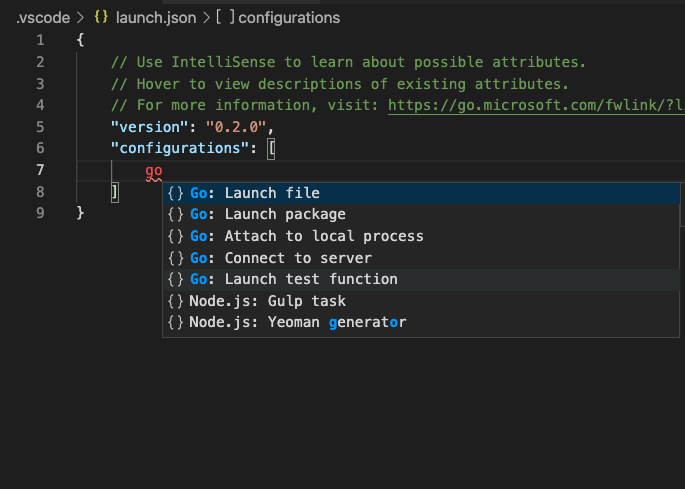 .vscode > {} launch.json > [ ] configurations
1 {
2 // Use IntelliSense to learn about possible attributes.
3 // Hover to view descriptions of existing attributes.
4 // For more information, visit: https://go.microsoft.com/fwlink/?li
5 "version": "0.2.0",
6 "configurations": [
7 go
8 ]
9 }
{} Go: Launch file
{} Go: Launch package
{} Go: Attach to local process
{} Go: Connect to server
{} Go: Launch test function
{} Node.js: Gulp task
{} Node.js: Yeoman generator